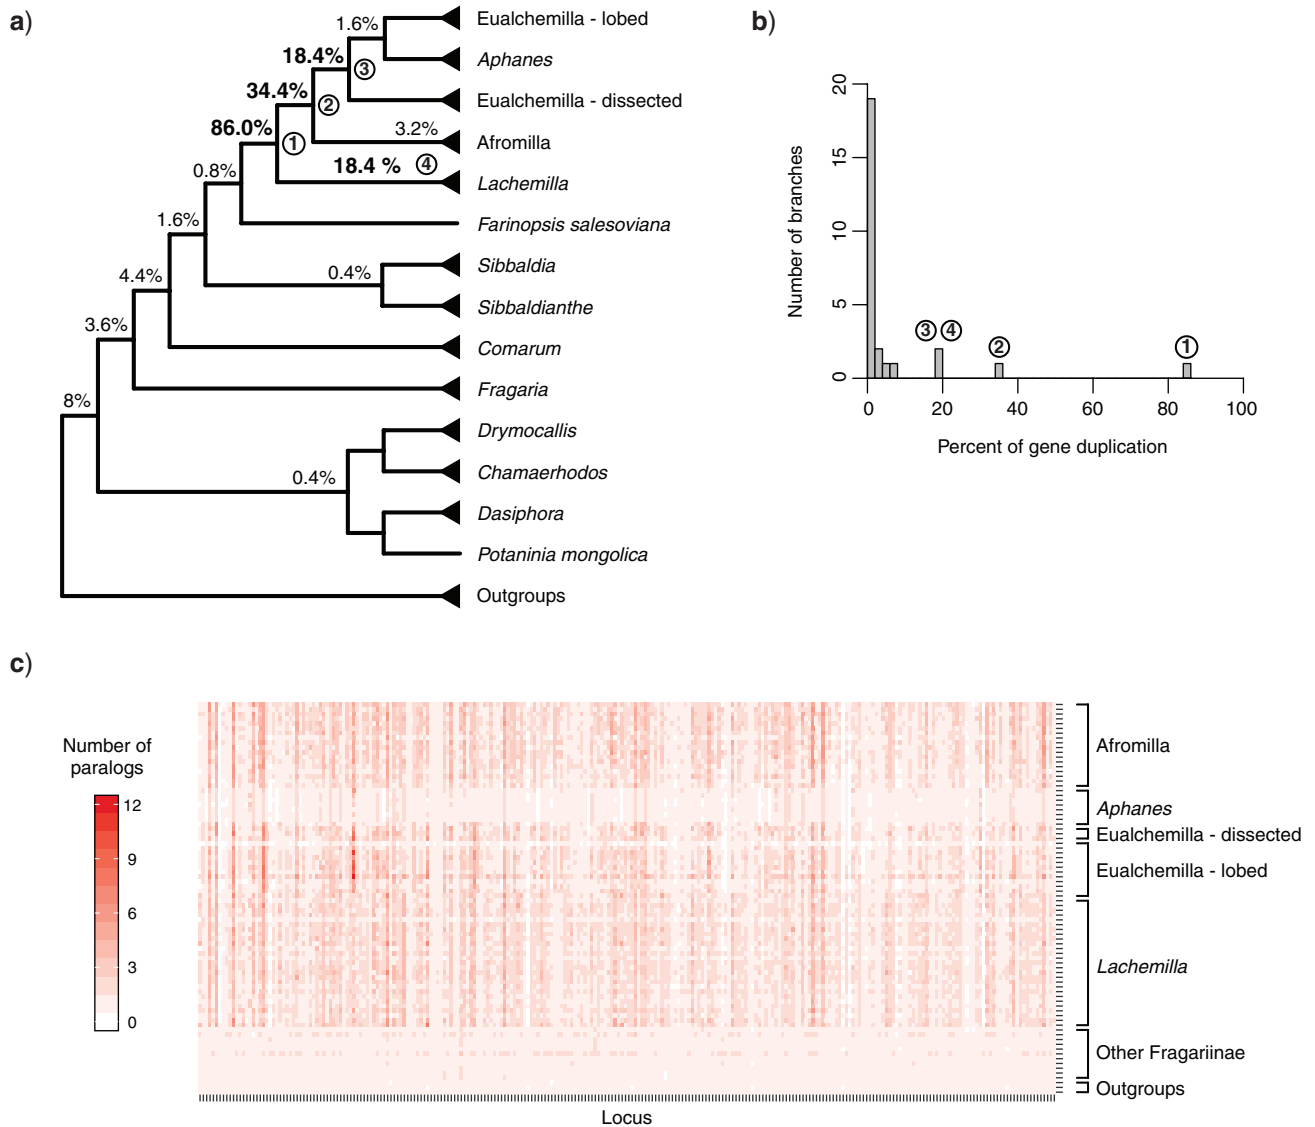 a)
1.6%
Eualchemilla - lobed
18.4%
3
Aphanes
34.4%
2
Eualchemilla - dissected
86.0%
1
3.2%
Afromilla
0.8%
18.4 %
4
Lachemilla
1.6%
Farinopsis salesoviana
4.4%
0.4%
Sibbaldia
Sibbaldianthe
3.6%
Comarum
8%
Fragaria
Drymocallis
0.4%
Chamaerhodos
Dasiphora
Potaninia mongolica
Outgroups
b)
Number of branches
20
15
10
5
0
3 4
2
1
0 20 40 60 80 100
Percent of gene duplication
c)
Number of
paralogs
12
9
6
3
0
Afromilla
Aphanes
Eualchemilla - dissected
Eualchemilla - lobed
Lachemilla
Other Fragariinae
Outgroups
Locus